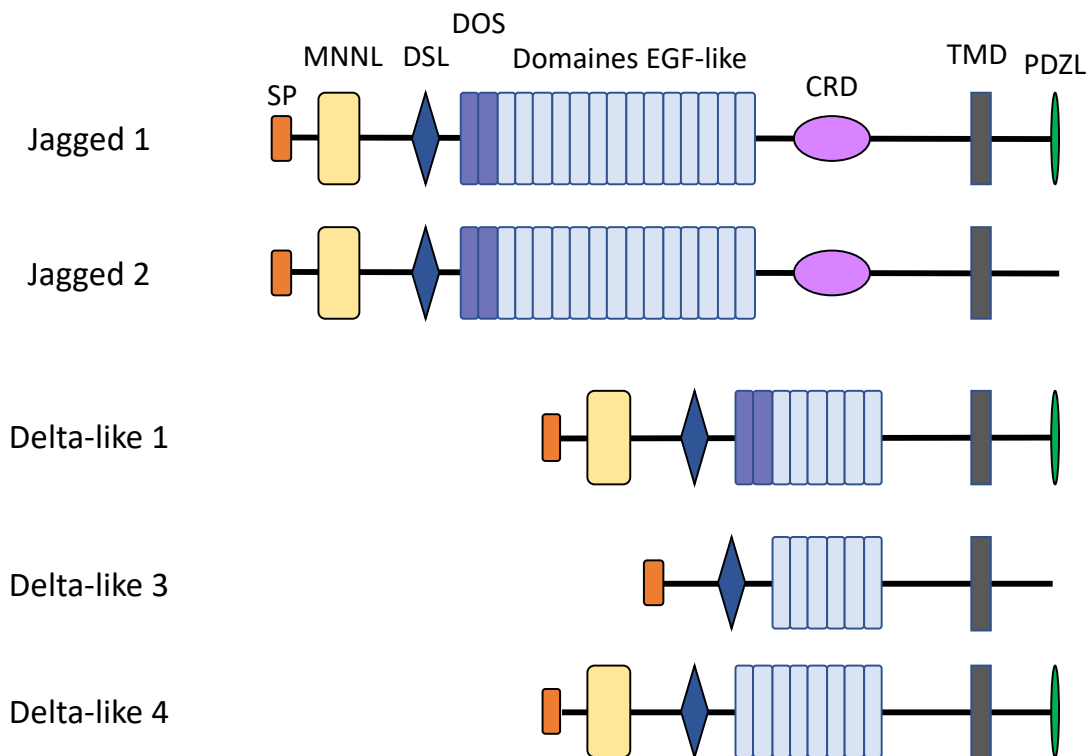 DOS
MNNL DSL Domaines EGF-like TMD PDZL
SP CRD
Jagged 1
Jagged 2
Delta-like 1
Delta-like 3
Delta-like 4